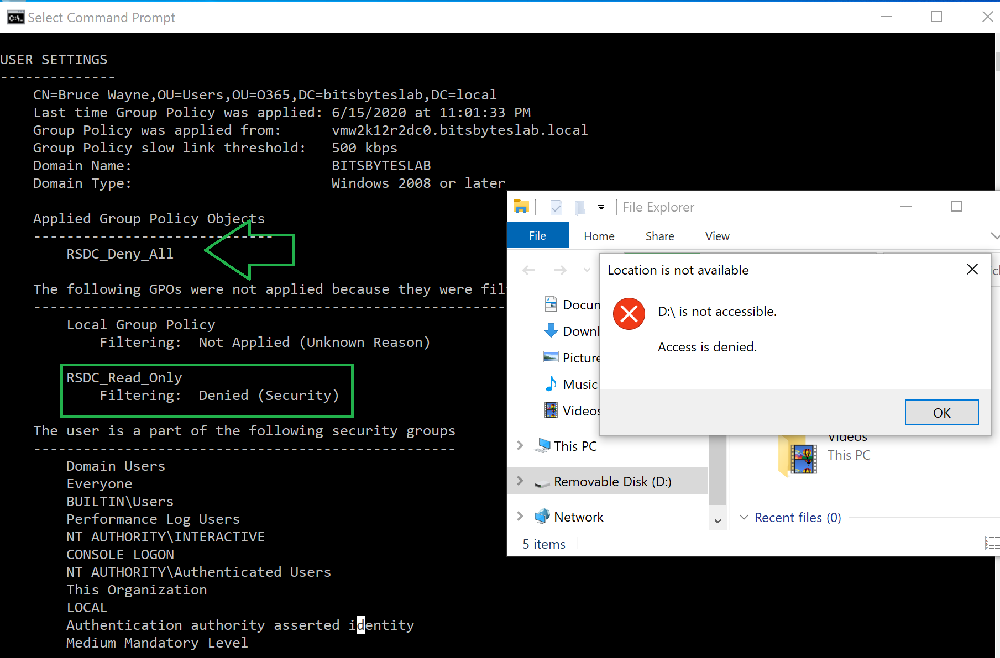 Select Command Prompt
USER SETTINGS
--------------
CN=Bruce Wayne,OU=Users,OU=O365,DC=bitsbyteslab,DC=local
Last time Group Policy was applied: 6/15/2020 at 11:01:33 PM
Group Policy was applied from: vmw2k12r2dc0.bitsbyteslab.local
Group Policy slow link threshold: 500 kbps
Domain Name: BITSBYTESLAB
Domain Type: Windows 2008 or later
Applied Group Policy Objects
-----------------------------
RSDC_Deny_All
The following GPOs were not applied because they were fil
---------------------------------------------------------
Local Group Policy
Filtering: Not Applied (Unknown Reason)
RSDC_Read_Only
Filtering: Denied (Security)
The user is a part of the following security groups
---------------------------------------------------
Domain Users
Everyone
BUILTIN\Users
Performance Log Users
NT AUTHORITY\INTERACTIVE
CONSOLE LOGON
NT AUTHORITY\Authenticated Users
This Organization
LOCAL
Authentication authority asserted identity
Medium Mandatory Level
File Explorer
File Home Share View
Location is not available
D:\ is not accessible.
Access is denied.
OK
Docum
Downl
Picture
Music
Videos
This PC
Removable Disk (D:)
Network
Videos
This PC
Recent files (0)
5 items